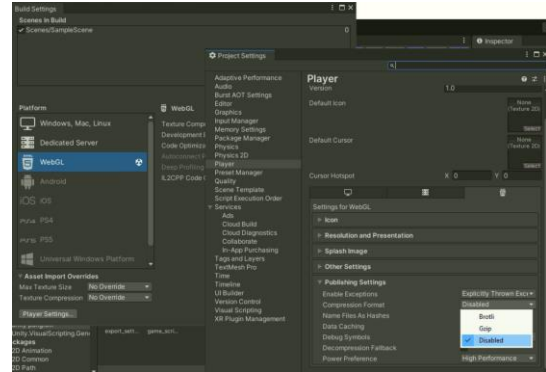 Build Settings
Scenes In Build
Scenes/SampleScene
0
Inspector
Project Settings
Adaptive Performance
Audio
Burst AOT Settings
Editor
Graphics
Input Manager
Memory Settings
Package Manager
Physics
Physics 2D
Player
Preset Manager
Quality
Scene Template
Script Execution Order
Services
Ads
Cloud Build
Cloud Diagnostics
Collaborate
In-App Purchasing
Tags and Layers
TextMesh Pro
Time
Timeline
UI Builder
Version Control
Visual Scripting
XR Plugin Management
Player
Version 1.0
Default Icon
None
Select
Default Cursor
None
Select
Cursor Hotspot X 0 Y 0
Settings for WebGL
Icon
Resolution and Presentation
Splash Image
Other Settings
Publishing Settings
Enable Exceptions Explicitly Thrown
Compression Format Disabled
Name Files As Hashes
Data Caching
Debug Symbols
Decompression Fallback
Power Preference High Performance
Brotli
Gzip
Disabled
Platform
Windows, Mac, Linux
Dedicated Server
WebGL
Android
iOS iOS
PS4
PS5
Universal Windows Platform
WebGL
Texture Comp
Development
Code Optimiz
Autoconnect
Deep Profiling
IL2CPP Code
Asset Import Overrides
Max Texture Size No Override
Texture Compression No Override
Player Settings...
Unity.VisualScripting.Gen
ckages
2D Animation
2D Common
2D Path